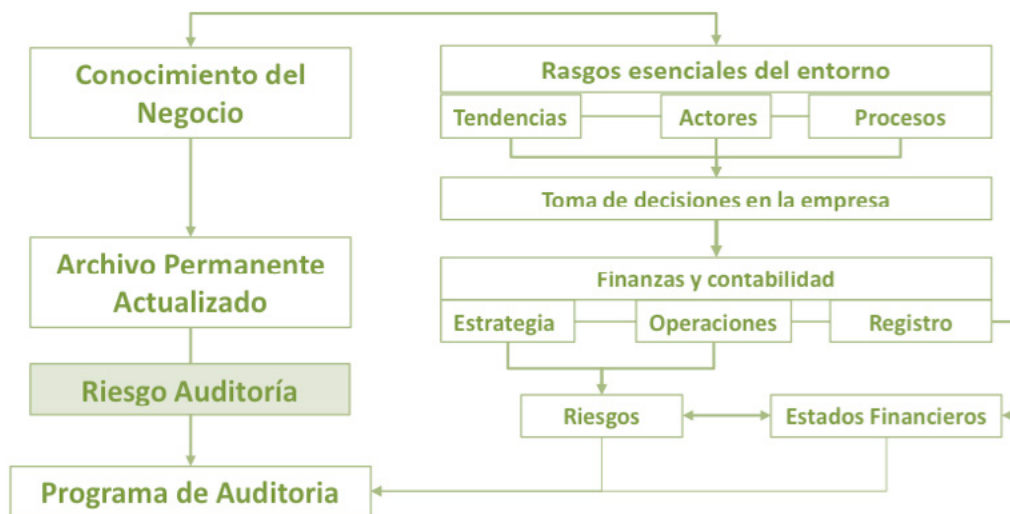 Conocimiento del
Negocio
Rasgos esenciales del entorno
Tendencias
Actores
Procesos
Toma de decisiones en la empresa
Archivo Permanente
Actualizado
Finanzas y contabilidad
Estrategia
Operaciones
Registro
Riesgo Auditoría
Riesgos
Estados Financieros
Programa de Auditoria